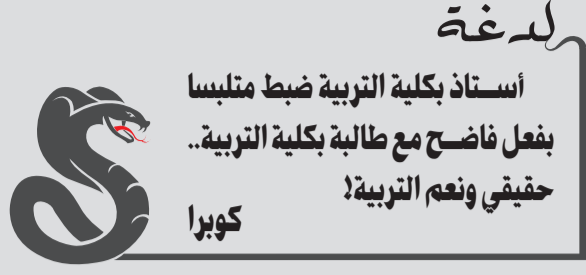 لدغة
أستاذ بكلية التربية ضبط متلبسا
بفعل فاضح مع طالبة بكلية التربية..
حقيقي ونعم التربية!
كوبرا